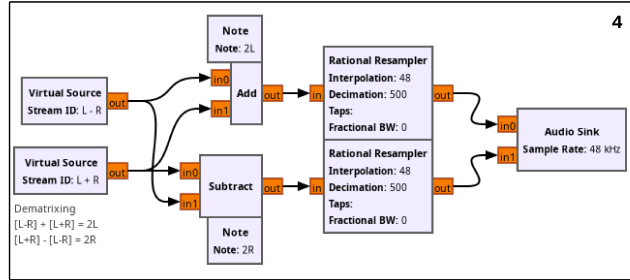 4
Note
Note: 2L
Virtual Source
Stream ID: L - R
out
in0
in1
Add
out
in
Rational Resampler
Interpolation: 48
Decimation: 500
Taps:
Fractional BW: 0
out
Virtual Source
Stream ID: L + R
out
in0
in1
Subtract
out
in
Rational Resampler
Interpolation: 48
Decimation: 500
Taps:
Fractional BW: 0
out
Note
Note: 2R
in0
in1
Audio Sink
Sample Rate: 48 kHz
Dematrixing
[L-R] + [L+R] = 2L
[L+R] - [L-R] = 2R